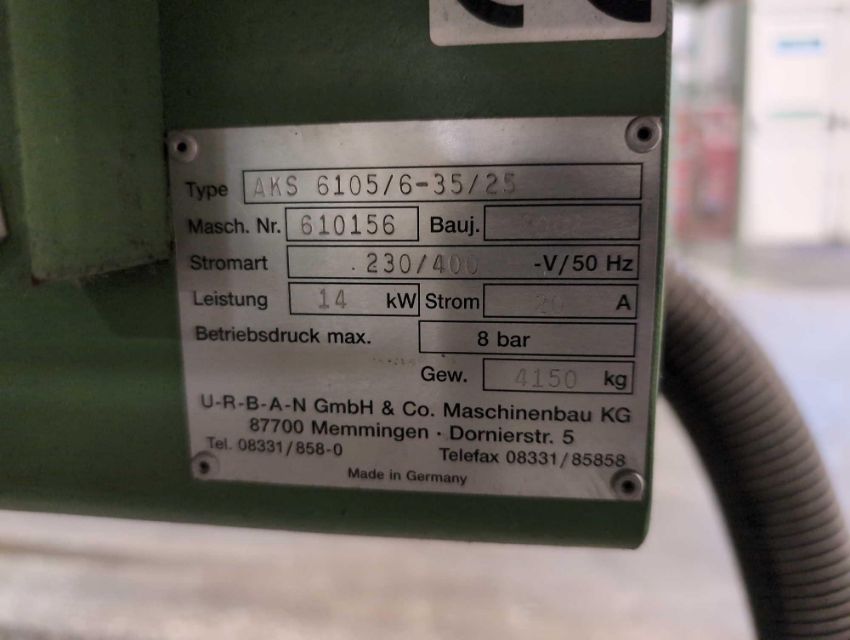 CE
Type AKS 6105/6-35/25
Masch. Nr. 610156 Bauj.
Stromart 230/400 -V/50 Hz
Leistung 14 kW Strom 20 A
Betriebsdruck max. 8 bar
Gew. 4150 kg
U-R-B-A-N GmbH & Co. Maschinenbau KG
87700 Memmingen · Dornierstr. 5
Tel. 08331/858-0 Telefax 08331/85858
Made in Germany